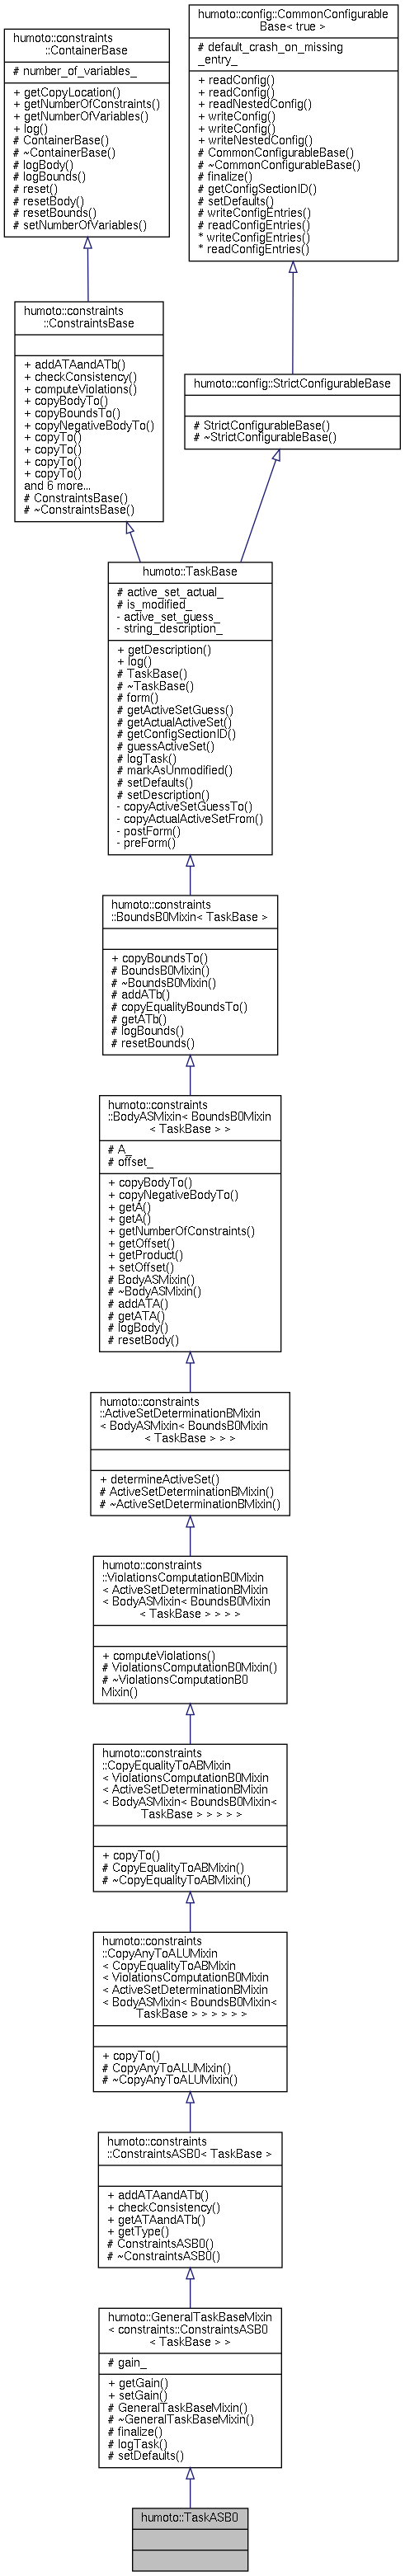 humoto::constraints
::ContainerBase
# number_of_variables_
+ getCopyLocation()
+ getNumberOfConstraints()
+ getNumberOfVariables()
+ log()
# ContainerBase()
# ~ContainerBase()
# logBody()
# logBounds()
# reset()
# resetBody()
# resetBounds()
# setNumberOfVariables()
humoto::config::CommonConfigurable
Base< true >
# default_crash_on_missing
_entry_
+ readConfig()
+ readConfig()
+ readNestedConfig()
+ writeConfig()
+ writeConfig()
+ writeNestedConfig()
# CommonConfigurableBase()
# ~CommonConfigurableBase()
# finalize()
# getConfigSectionID()
# setDefaults()
# writeConfigEntries()
# readConfigEntries()
* writeConfigEntries()
* readConfigEntries()
humoto::constraints
::ConstraintsBase
+ addATAandATb()
+ checkConsistency()
+ computeViolations()
+ copyBodyTo()
+ copyBoundsTo()
+ copyNegativeBodyTo()
+ copyTo()
+ copyTo()
+ copyTo()
+ copyTo()
and 6 more...
# ConstraintsBase()
# ~ConstraintsBase()
humoto::config::StrictConfigurableBase
# StrictConfigurableBase()
# ~StrictConfigurableBase()
humoto::TaskBase
# active_set_actual_
# is_modified_
- active_set_guess_
- string_description_
+ getDescription()
+ log()
# TaskBase()
# ~TaskBase()
# form()
# getActiveSetGuess()
# getActualActiveSet()
# getConfigSectionID()
# guessActiveSet()
# logTask()
# markAsUnmodified()
# setDefaults()
# setDescription()
- copyActiveSetGuessTo()
- copyActualActiveSetFrom()
- postForm()
- preForm()
humoto::constraints
::BoundsB0Mixin< TaskBase >
+ copyBoundsTo()
# BoundsB0Mixin()
# ~BoundsB0Mixin()
# addATb()
# copyEqualityBoundsTo()
# getATb()
# logBounds()
# resetBounds()
humoto::constraints
::BodyASMixin< BoundsB0Mixin
< TaskBase > >
# A_
# offset_
+ copyBodyTo()
+ copyNegativeBodyTo()
+ getA()
+ getA()
+ getNumberOfConstraints()
+ getOffset()
+ getProduct()
+ setOffset()
# BodyASMixin()
# ~BodyASMixin()
# addATA()
# getATA()
# logBody()
# resetBody()
humoto::constraints
::ActiveSetDeterminationBMixin
< BodyASMixin< BoundsB0Mixin
< TaskBase > > >
+ determineActiveSet()
# ActiveSetDeterminationBMixin()
# ~ActiveSetDeterminationBMixin()
humoto::constraints
::ViolationsComputationB0Mixin
< ActiveSetDeterminationBMixin
< BodyASMixin< BoundsB0Mixin
< TaskBase > > > >
+ computeViolations()
# ViolationsComputationB0Mixin()
# ~ViolationsComputationB0
Mixin()
humoto::constraints
::CopyEqualityToABMixin
< ViolationsComputationB0Mixin
< ActiveSetDeterminationBMixin
< BodyASMixin< BoundsB0Mixin<
TaskBase > > > > >
+ copyTo()
# CopyEqualityToABMixin()
# ~CopyEqualityToABMixin()
humoto::constraints
::CopyAnyToALUMixin
< CopyEqualityToABMixin
< ViolationsComputationB0Mixin
< ActiveSetDeterminationBMixin
< BodyASMixin< BoundsB0Mixin<
TaskBase > > > > > >
+ copyTo()
# CopyAnyToALUMixin()
# ~CopyAnyToALUMixin()
humoto::constraints
::ConstraintsASB0< TaskBase >
+ addATAandATb()
+ checkConsistency()
+ getATAandATb()
+ getType()
# ConstraintsASB0()
# ~ConstraintsASB0()
humoto::GeneralTaskBaseMixin
< constraints::ConstraintsASB0
< TaskBase > >
# gain_
+ getGain()
+ setGain()
# GeneralTaskBaseMixin()
# ~GeneralTaskBaseMixin()
# finalize()
# logTask()
# setDefaults()
humoto::TaskASB0